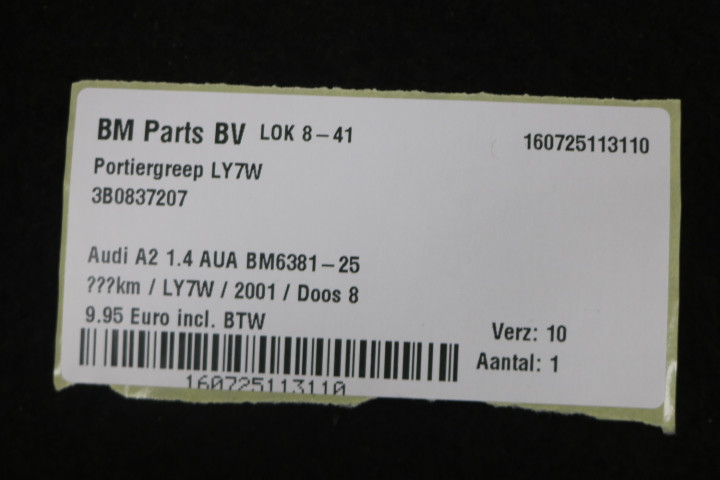 BM Parts BV LOK 8-41
160725113110
Portiergreep LY7W
3B0837207
Audi A2 1.4 AUA BM6381-25
???km / LY7W / 2001 / Doos 8
9.95 Euro incl. BTW
Verz: 10
Aantal: 1
160725113110